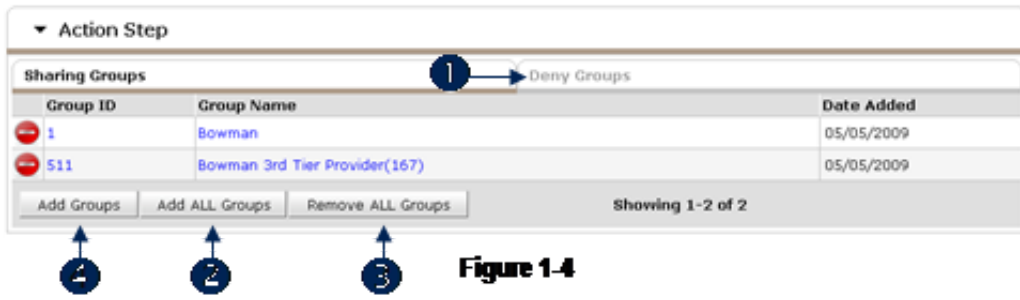 Action Step
Sharing Groups 1 Deny Groups
Group ID Group Name Date Added
1 Bowman 05/05/2009
511 Bowman 3rd Tier Provider(167) 05/05/2009
Add Groups Add ALL Groups Remove ALL Groups Showing 1-2 of 2
4 2 3 Figure 1-4